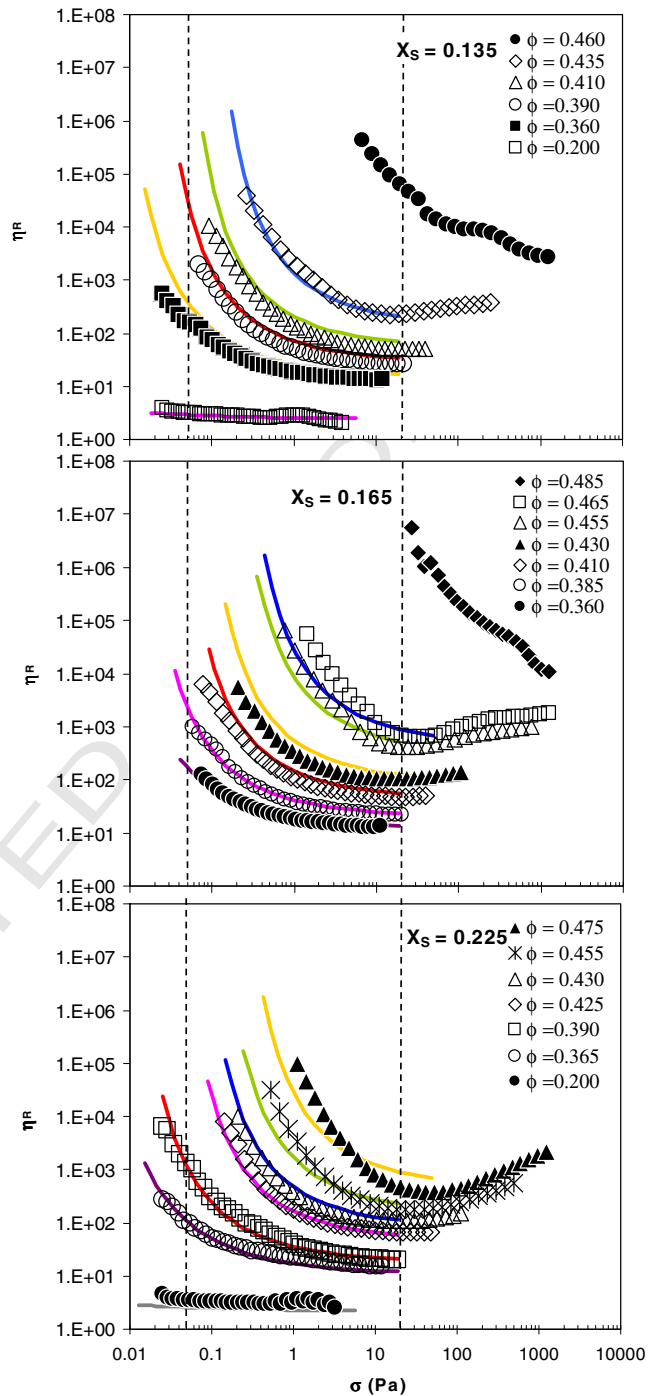 1.E+08
1.E+07
1.E+06
1.E+05
1.E+04
1.E+03
1.E+02
1.E+01
1.E+00
ηR
XS = 0.135
ϕ = 0.460
ϕ = 0.435
ϕ = 0.410
ϕ =0.390
ϕ =0.360
ϕ =0.200
1.E+08
1.E+07
1.E+06
1.E+05
1.E+04
1.E+03
1.E+02
1.E+01
1.E+00
ηR
XS = 0.165
ϕ =0.485
ϕ =0.465
ϕ =0.455
ϕ =0.430
ϕ =0.410
ϕ =0.385
ϕ =0.360
1.E+08
1.E+07
1.E+06
1.E+05
1.E+04
1.E+03
1.E+02
1.E+01
1.E+00
ηR
XS = 0.225
ϕ = 0.475
ϕ = 0.455
ϕ = 0.430
ϕ = 0.425
ϕ =0.390
ϕ =0.365
ϕ =0.200
0.01 0.1 1 10 100 1000 10000
σ (Pa)